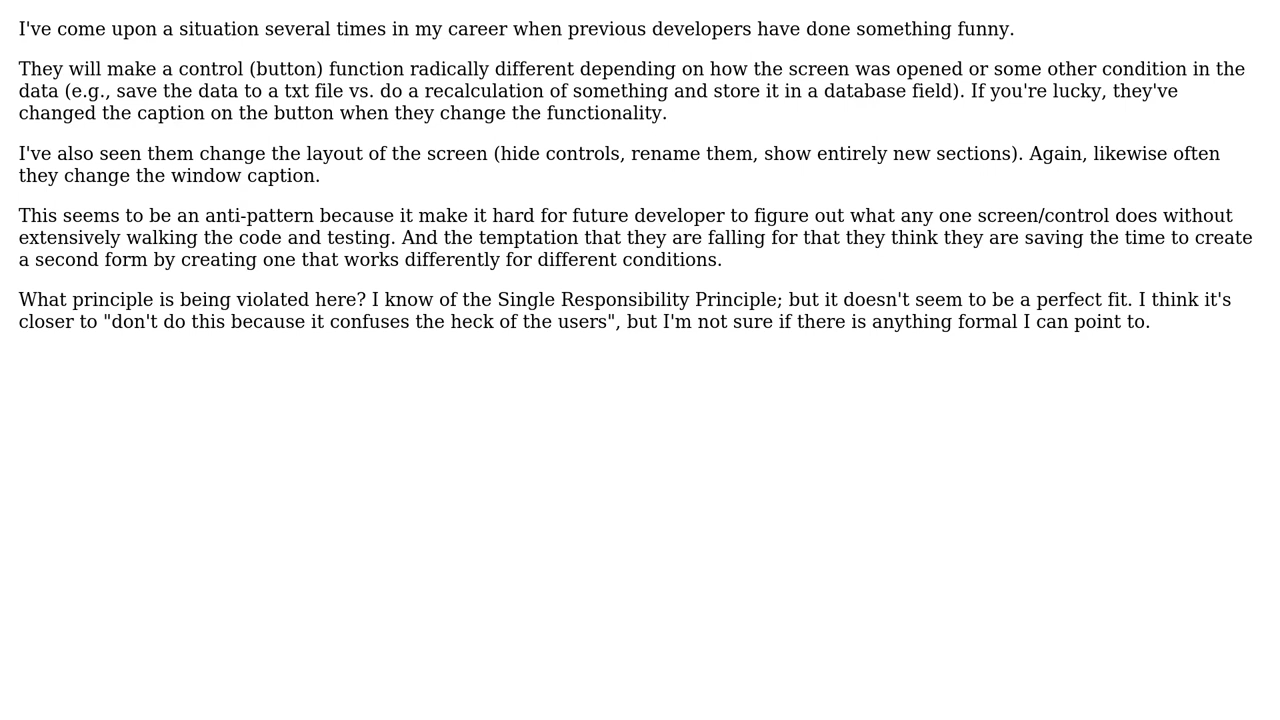 I've come upon a situation several times in my career when previous developers have done something funny.
They will make a control (button) function radically different depending on how the screen was opened or some other condition in the
data (e.g., save the data to a txt file vs. do a recalculation of something and store it in a database field). If you're lucky, they've
changed the caption on the button when they change the functionality.
I've also seen them change the layout of the screen (hide controls, rename them, show entirely new sections). Again, likewise often
they change the window caption.
This seems to be an anti-pattern because it make it hard for future developer to figure out what any one screen/control does without
extensively walking the code and testing. And the temptation that they are falling for that they think they are saving the time to create
a second form by creating one that works differently for different conditions.
What principle is being violated here? I know of the Single Responsibility Principle; but it doesn't seem to be a perfect fit. I think it's
closer to "don't do this because it confuses the heck of the users", but I'm not sure if there is anything formal I can point to.